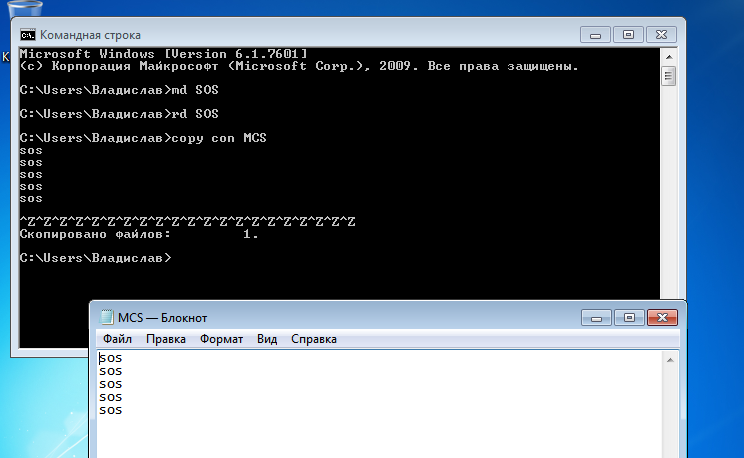 К
Командная строка
Microsoft Windows [Version 6.1.7601]
(c) Корпорация Майкрософт (Microsoft Corp.), 2009. Все права защищены.
C:\Users\Владислав>md SOS
C:\Users\Владислав>rd SOS
C:\Users\Владислав>copy con MCS
sos
sos
sos
sos
sos
^Z^Z^Z^Z^Z^Z^Z^Z^Z^Z^Z^Z^Z^Z^Z^Z^Z^Z^Z^Z^Z
Скопировано файлов: 1.
C:\Users\Владислав>
MCS — Блокнот
Файл Правка Формат Вид Справка
sos
sos
sos
sos
sos